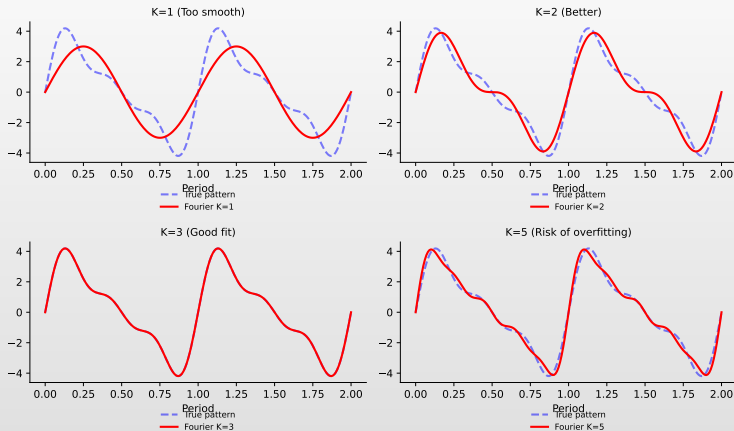 K=1 (Too smooth)
4
2
0
−2
−4
0.00 0.25 0.50 0.75 1.00 1.25 1.50 1.75 2.00
Period
True pattern
Fourier K=1
K=2 (Better)
4
2
0
−2
−4
0.00 0.25 0.50 0.75 1.00 1.25 1.50 1.75 2.00
Period
True pattern
Fourier K=2
K=3 (Good fit)
4
2
0
−2
−4
0.00 0.25 0.50 0.75 1.00 1.25 1.50 1.75 2.00
Period
True pattern
Fourier K=3
K=5 (Risk of overfitting)
4
2
0
−2
−4
0.00 0.25 0.50 0.75 1.00 1.25 1.50 1.75 2.00
Period
True pattern
Fourier K=5